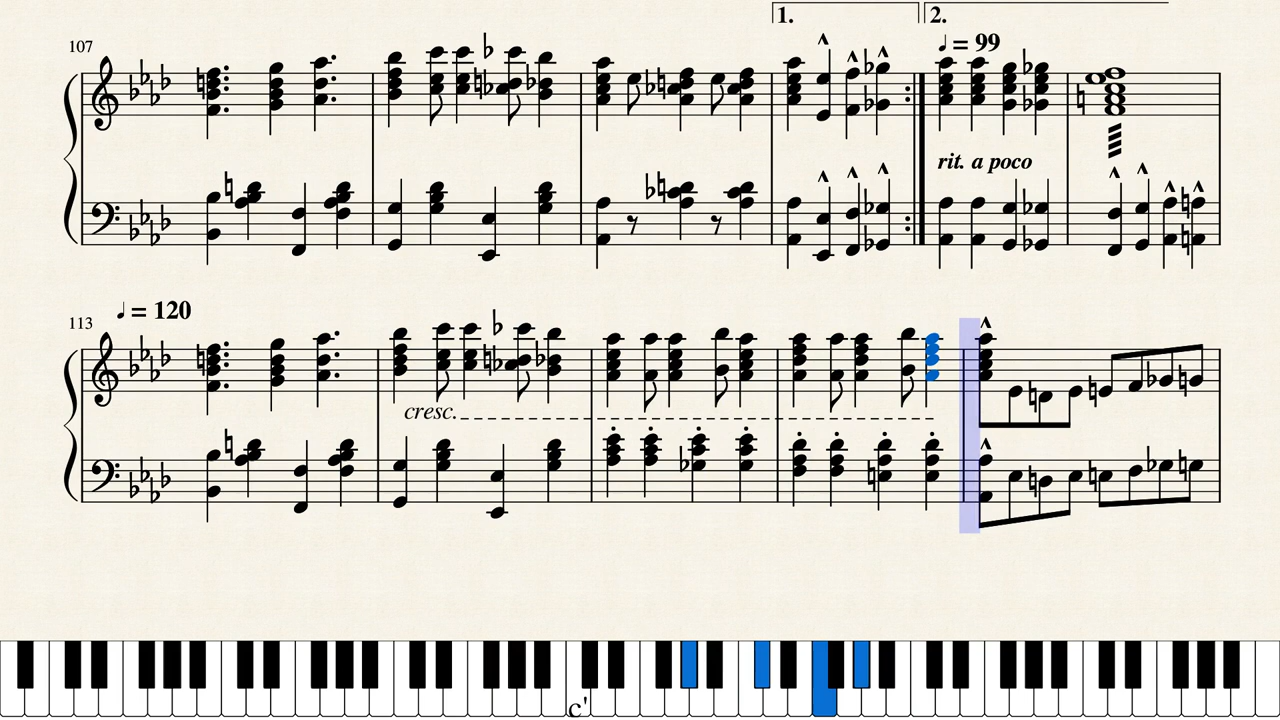 1.
2.
107
♩ = 99
rit. a poco
113
♩ = 120
cresc.
c'